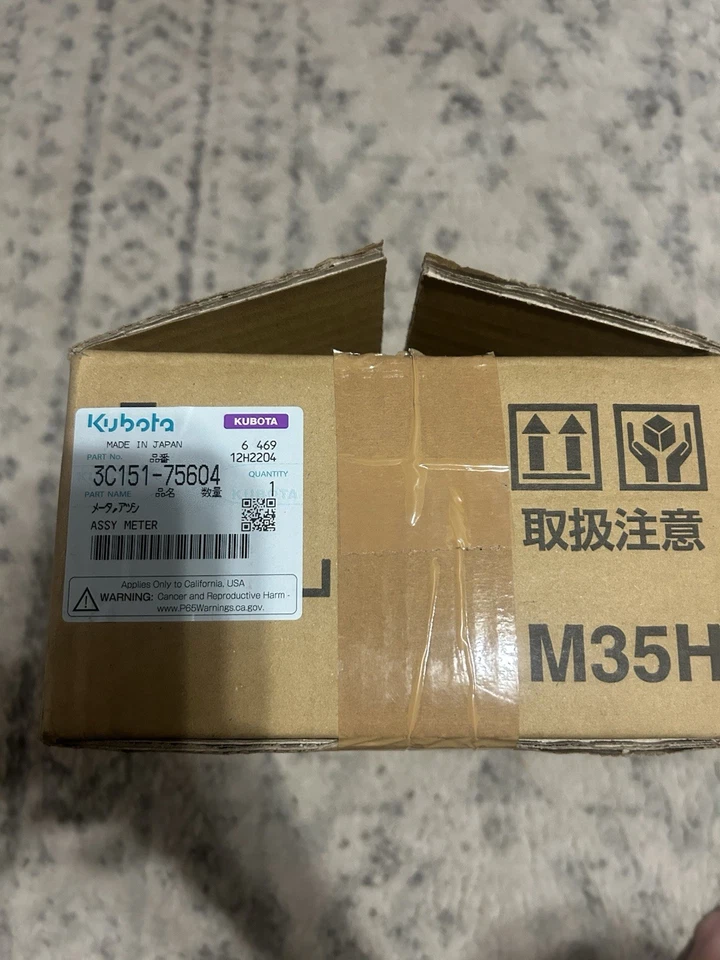 Kubota KUBOTA
MADE IN JAPAN 6 469
PART No. 品番 12H2204
3C151-75604 QUANTITY
PART NAME 品名 数量 1
KUBOTA
メータ,アツシ
ASSY METER
Applies Only to California, USA
WARNING: Cancer and Reproductive Harm -
www.P65Warnings.ca.gov.
取扱注意
M35H